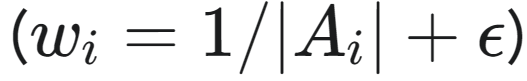 (w_i = 1/|A_i| + ϵ)